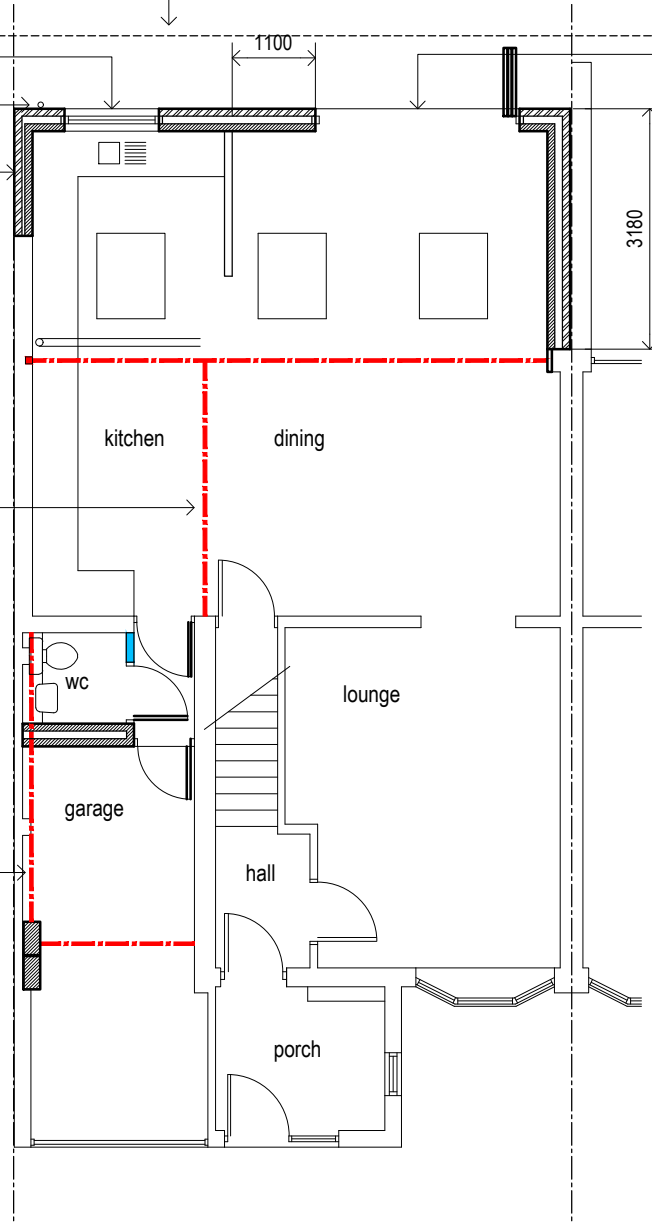 1100
3180
kitchen
dining
wc
lounge
garage
hall
porch